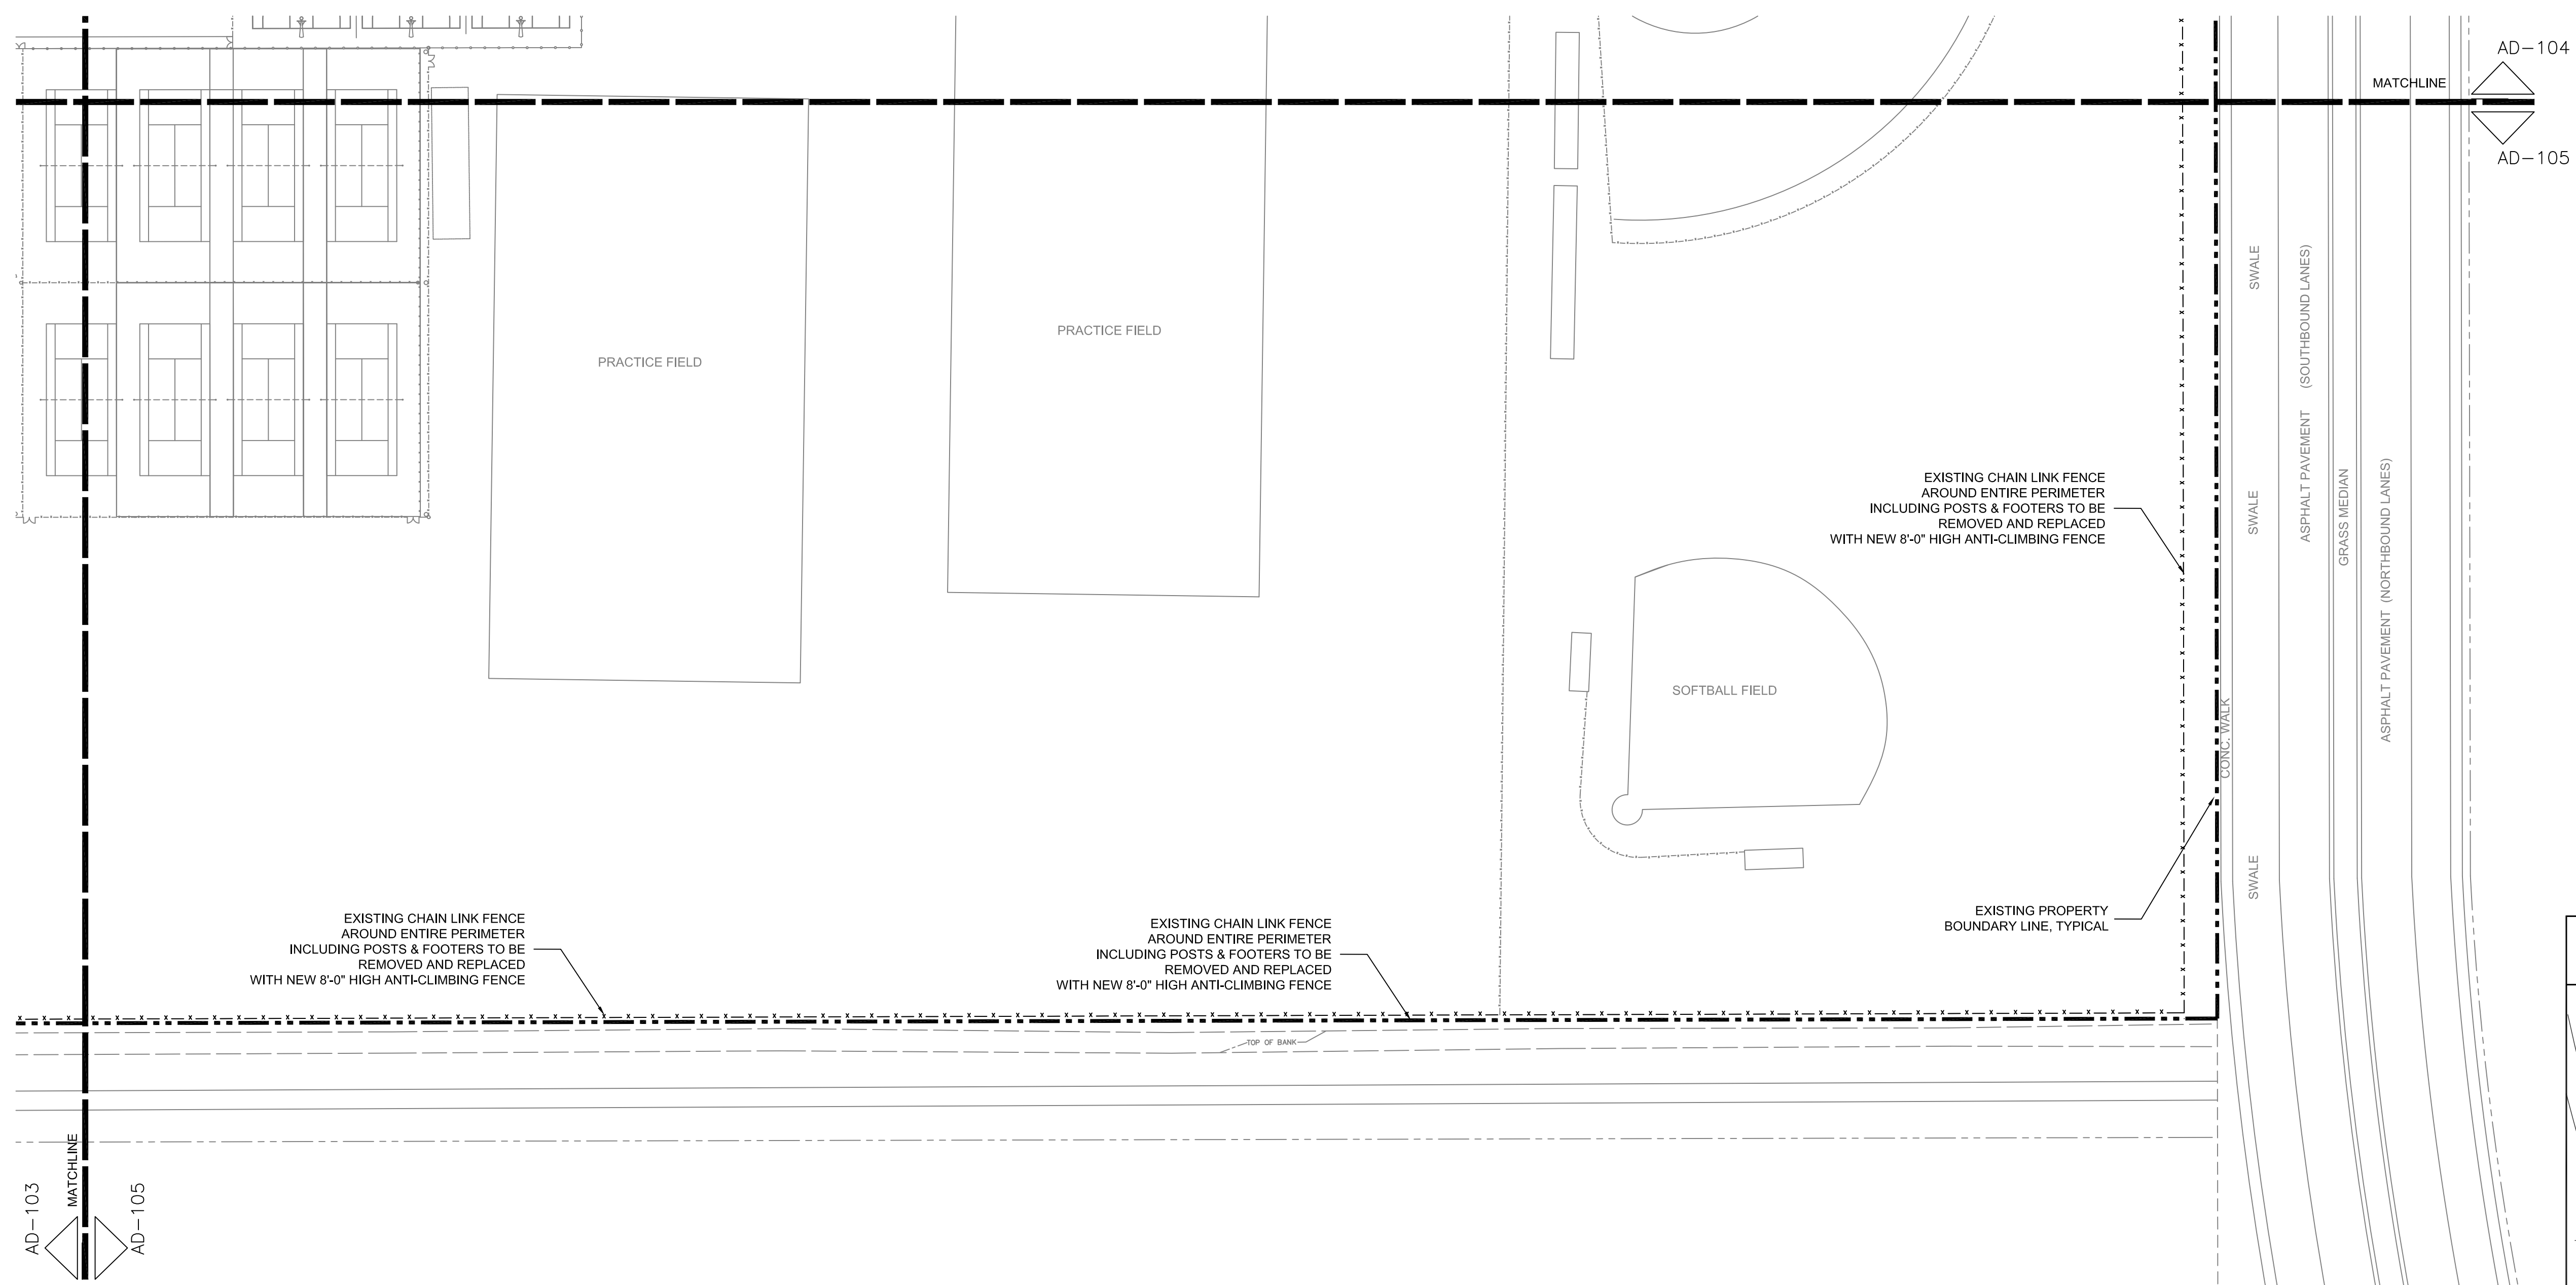 AD-104
MATCHLINE
AD-105
PRACTICE FIELD
PRACTICE FIELD
SWALE
ASPHALT PAVEMENT (SOUTHBOUND LANES)
EXISTING CHAIN LINK FENCE
AROUND ENTIRE PERIMETER
INCLUDING POSTS & FOOTERS TO BE
REMOVED AND REPLACED
WITH NEW 8'-0" HIGH ANTI-CLIMBING FENCE
SWALE
GRASS MEDIAN
ASPHALT PAVEMENT (NORTHBOUND LANES)
SOFTBALL FIELD
CONC. WALK
SWALE
EXISTING CHAIN LINK FENCE
AROUND ENTIRE PERIMETER
INCLUDING POSTS & FOOTERS TO BE
REMOVED AND REPLACED
WITH NEW 8'-0" HIGH ANTI-CLIMBING FENCE
EXISTING CHAIN LINK FENCE
AROUND ENTIRE PERIMETER
INCLUDING POSTS & FOOTERS TO BE
REMOVED AND REPLACED
WITH NEW 8'-0" HIGH ANTI-CLIMBING FENCE
EXISTING PROPERTY
BOUNDARY LINE, TYPICAL
TOP OF BANK
MATCHLINE
AD-103
AD-105